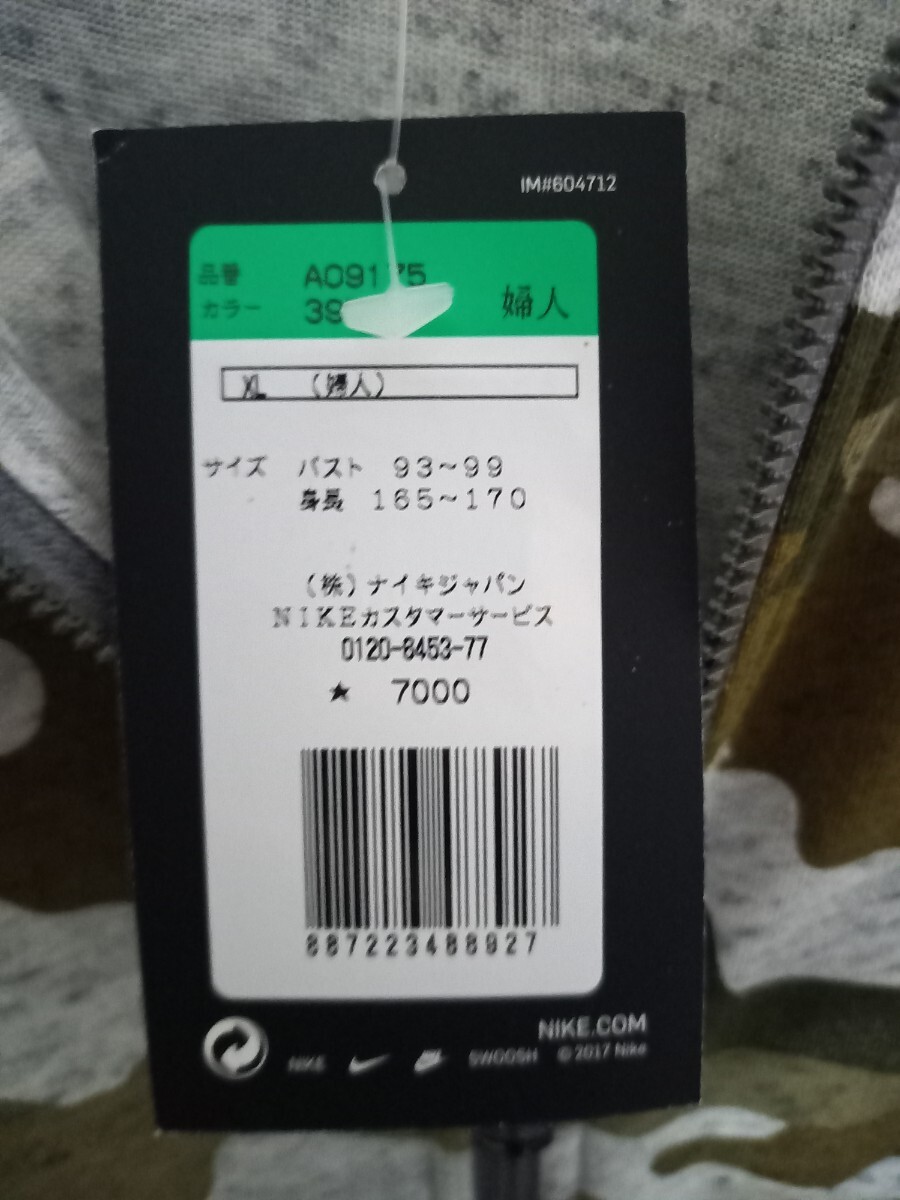 IM#604712
品番 AO91 75
カラー 39
婦人
XL (婦人)
サイズ バスト 93~99
身長 165~170
(株)ナイキジャパン
NIKEカスタマーサービス
0120-6453-77
★ 7000
887223488927
NIKE.COM
NIKE SWOOSH © 2017 Nike